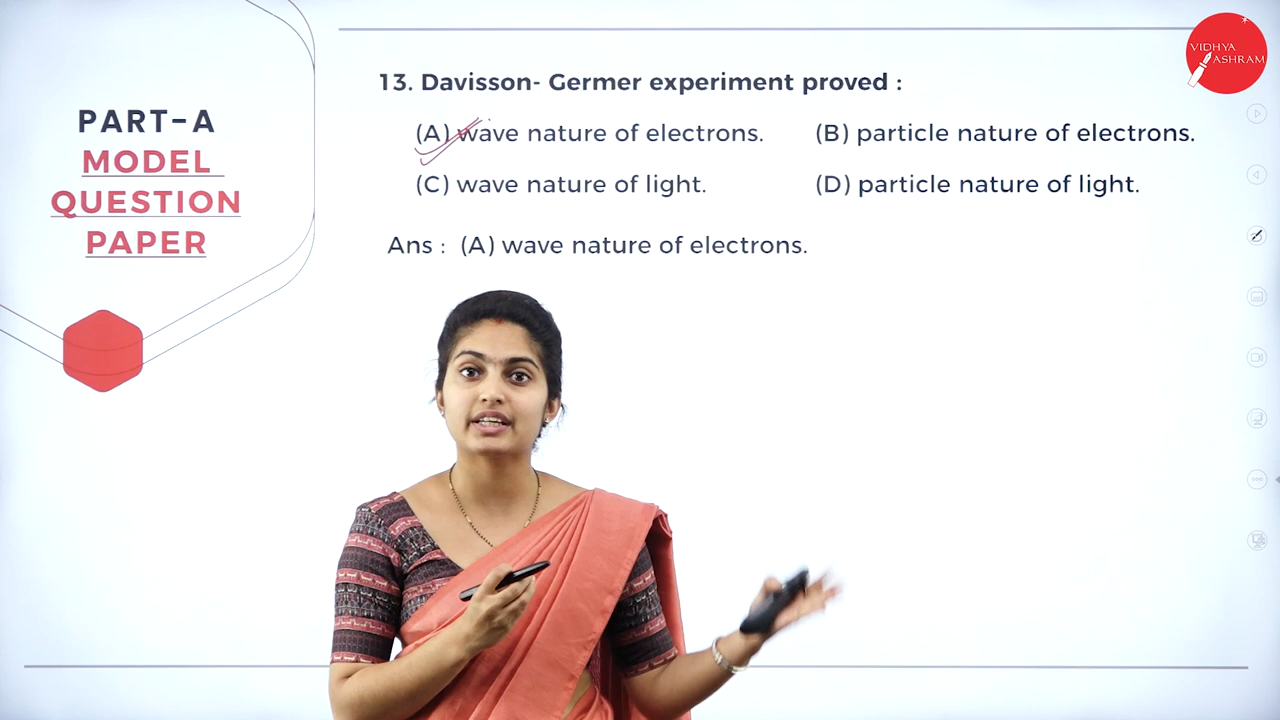 VIDHYA
ASHRAM
PART-A
MODEL
QUESTION
PAPER
13. Davisson- Germer experiment proved :
(A) wave nature of electrons. (B) particle nature of electrons.
(C) wave nature of light. (D) particle nature of light.
Ans : (A) wave nature of electrons.